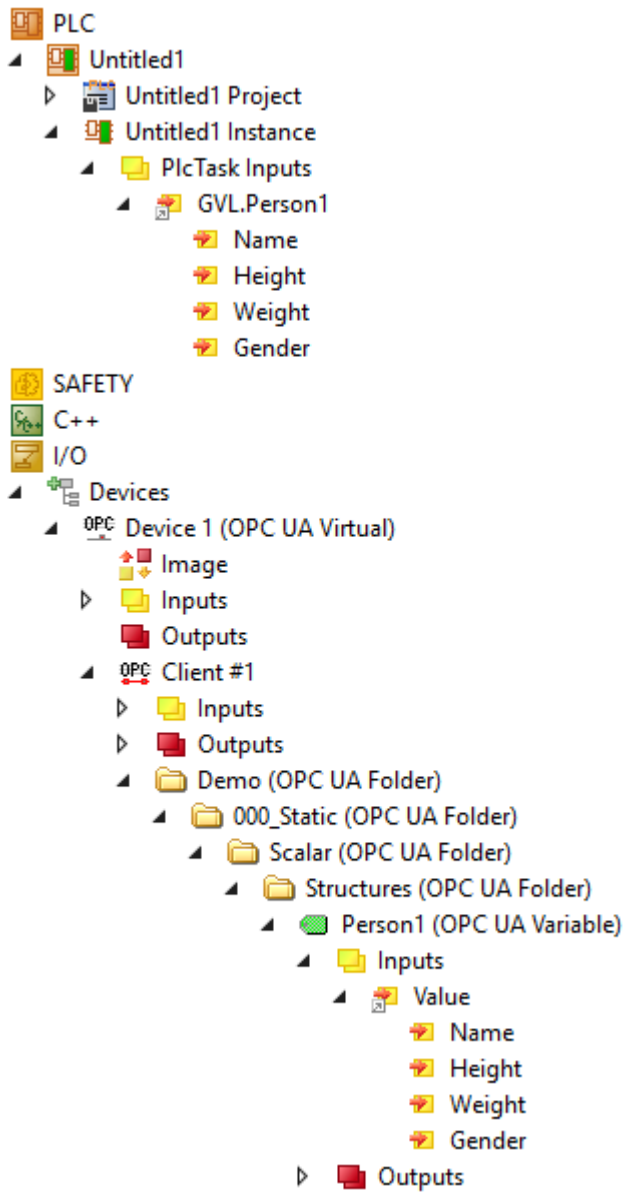 PLC
Untitled1
Untitled1 Project
Untitled1 Instance
PlcTask Inputs
GVL.Person1
Name
Height
Weight
Gender
SAFETY
C++
I/O
Devices
OPC Device 1 (OPC UA Virtual)
Image
Inputs
Outputs
OPC Client #1
Inputs
Outputs
Demo (OPC UA Folder)
000_Static (OPC UA Folder)
Scalar (OPC UA Folder)
Structures (OPC UA Folder)
Person1 (OPC UA Variable)
Inputs
Value
Name
Height
Weight
Gender
Outputs